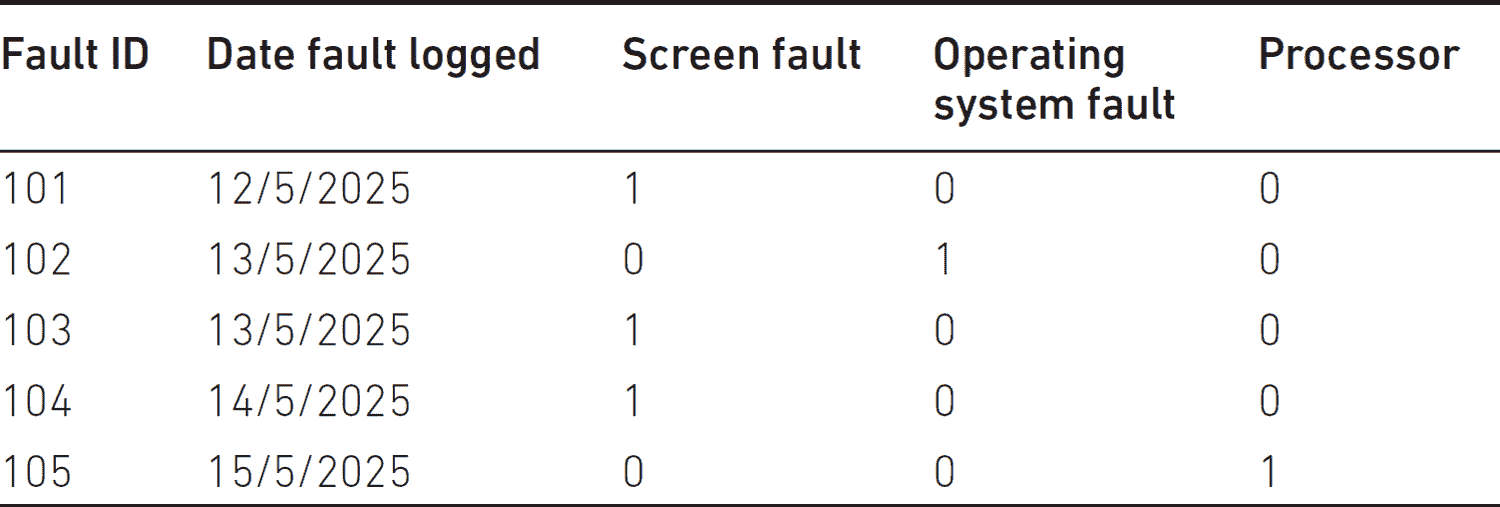 Fault ID Date fault logged Screen fault Operating system fault Processor
101 12/5/2025 1 0 0
102 13/5/2025 0 1 0
103 13/5/2025 1 0 0
104 14/5/2025 1 0 0
105 15/5/2025 0 0 1